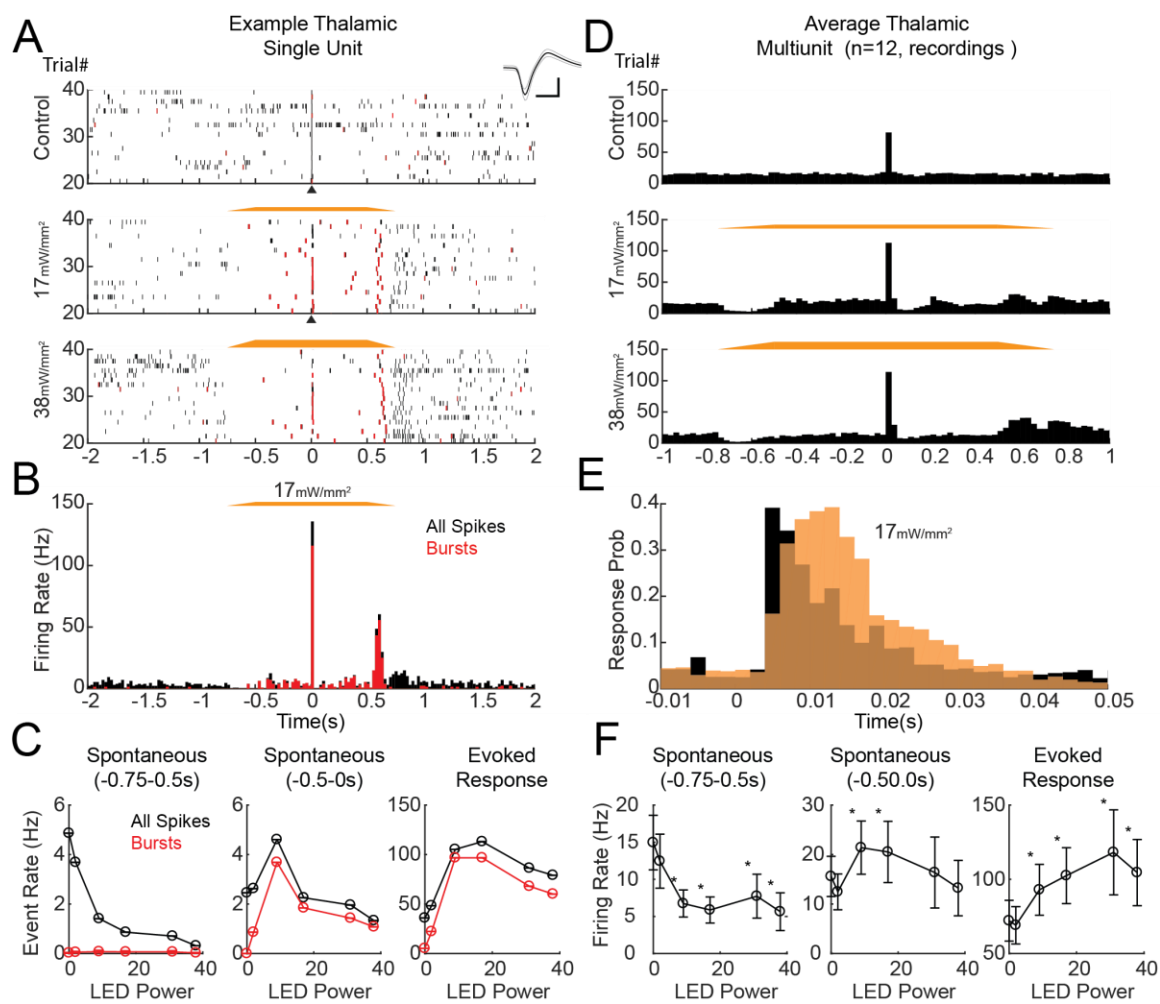 A
Example Thalamic
Single Unit
Trial#
Control
40
30
20
17mW/mm²
40
30
20
38mW/mm²
40
30
20
-2 -1.5 -1 -0.5 0 0.5 1 1.5 2
B
17mW/mm²
All Spikes
Bursts
Firing Rate (Hz)
150
100
50
0
-2 -1.5 -1 -0.5 0 0.5 1 1.5 2
Time(s)
C
Spontaneous
(-0.75-0.5s)
Spontaneous
(-0.5-0s)
Evoked
Response
All Spikes
Bursts
Event Rate (Hz)
6
4
2
0
0 20 40
LED Power
6
4
2
0
0 20 40
LED Power
150
100
50
0
0 20 40
LED Power
D
Average Thalamic
Multiunit (n=12, recordings )
Trial#
Control
150
100
50
0
17mW/mm²
150
100
50
0
38mW/mm²
150
100
50
0
-1 -0.8 -0.6 -0.4 -0.2 0 0.2 0.4 0.6 0.8 1
E
17mW/mm²
Response Prob
0.4
0.3
0.2
0.1
0
-0.01 0 0.01 0.02 0.03 0.04 0.05
Time(s)
F
Spontaneous
(-0.75-0.5s)
Spontaneous
(-0.50.0s)
Evoked
Response
Firing Rate (Hz)
20
15
10
5
0
* * * *
0 20 40
LED Power
30
20
10
0
* *
0 20 40
LED Power
150
100
50
* * * *
0 20 40
LED Power